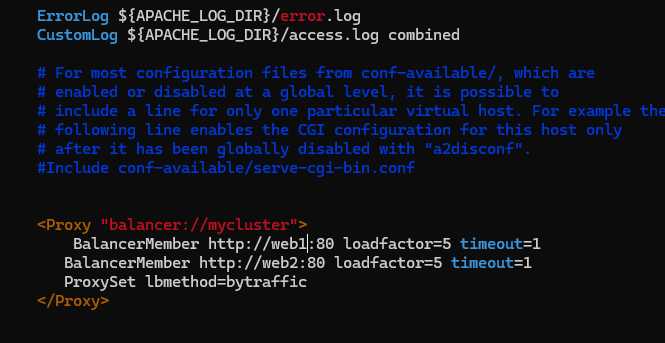 ErrorLog ${APACHE_LOG_DIR}/error.log
CustomLog ${APACHE_LOG_DIR}/access.log combined
# For most configuration files from conf-available/, which are
# enabled or disabled at a global level, it is possible to
# include a line for only one particular virtual host. For example the
# following line enables the CGI configuration for this host only
# after it has been globally disabled with "a2disconf".
#Include conf-available/serve-cgi-bin.conf
<Proxy "balancer://mycluster">
BalancerMember http://web1:80 loadfactor=5 timeout=1
BalancerMember http://web2:80 loadfactor=5 timeout=1
ProxySet lbmethod=bytraffic
</Proxy>